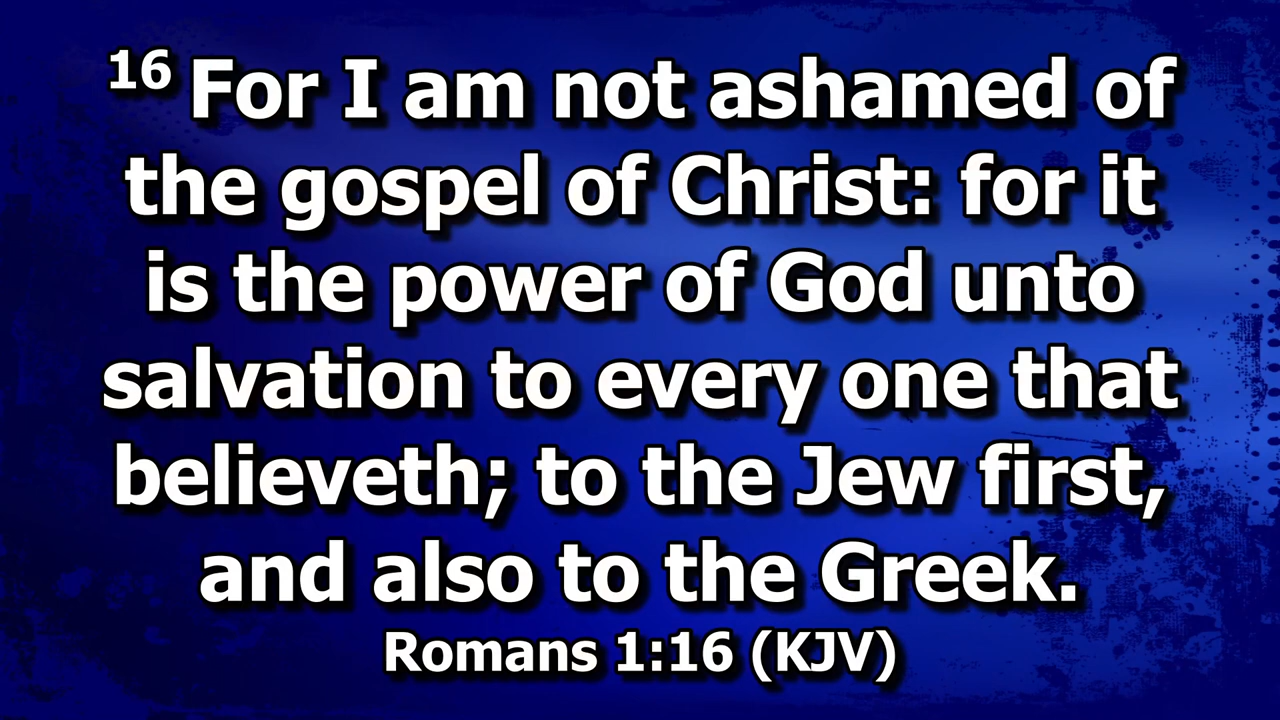 16 For I am not ashamed of
the gospel of Christ: for it
is the power of God unto
salvation to every one that
believeth; to the Jew first,
and also to the Greek.
Romans 1:16 (KJV)